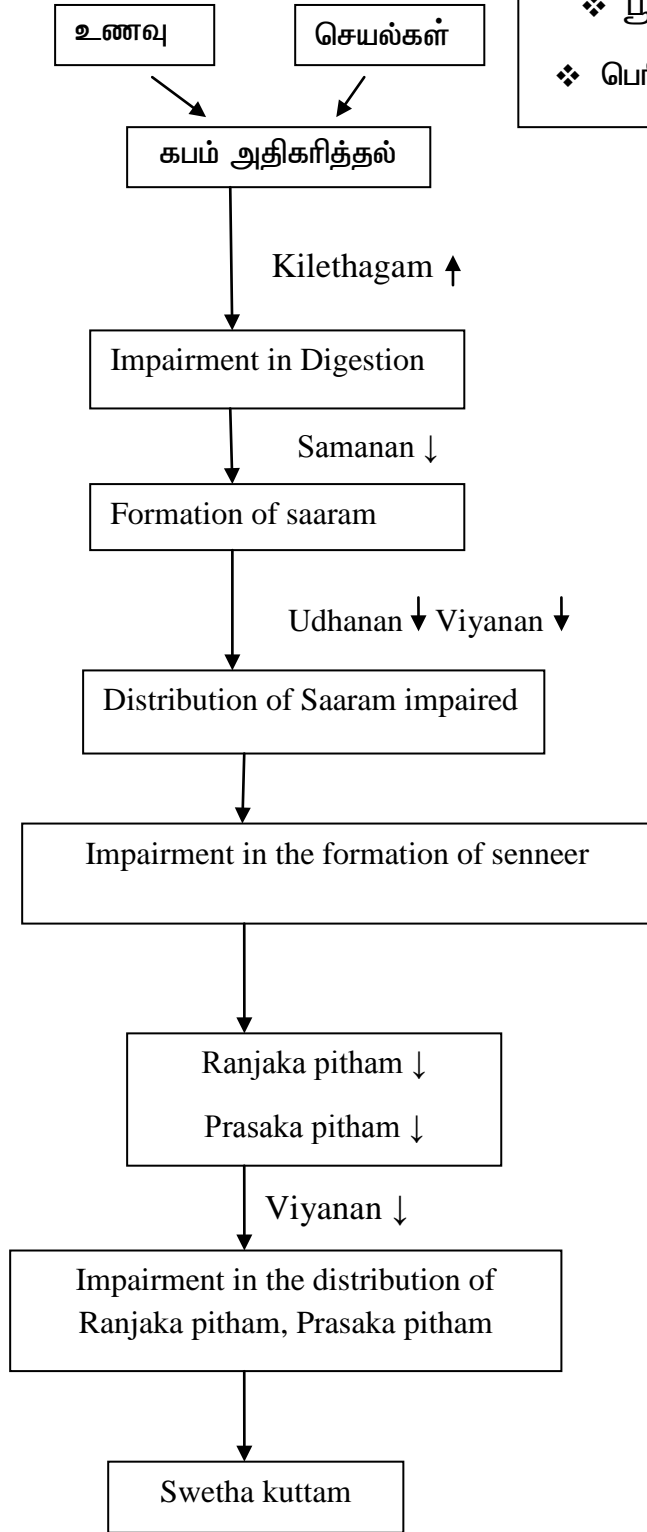 உணவு
செயல்கள்
கபம் அதிகரித்தல்
Kilethagam ↑
Impairment in Digestion
Samanan ↓
Formation of saaram
Udhanan ↓ Viyanan ↓
Distribution of Saaram impaired
Impairment in the formation of senneer
Ranjaka pitham ↓
Prasaka pitham ↓
Viyanan ↓
Impairment in the distribution of
Ranjaka pitham, Prasaka pitham
Swetha kuttam